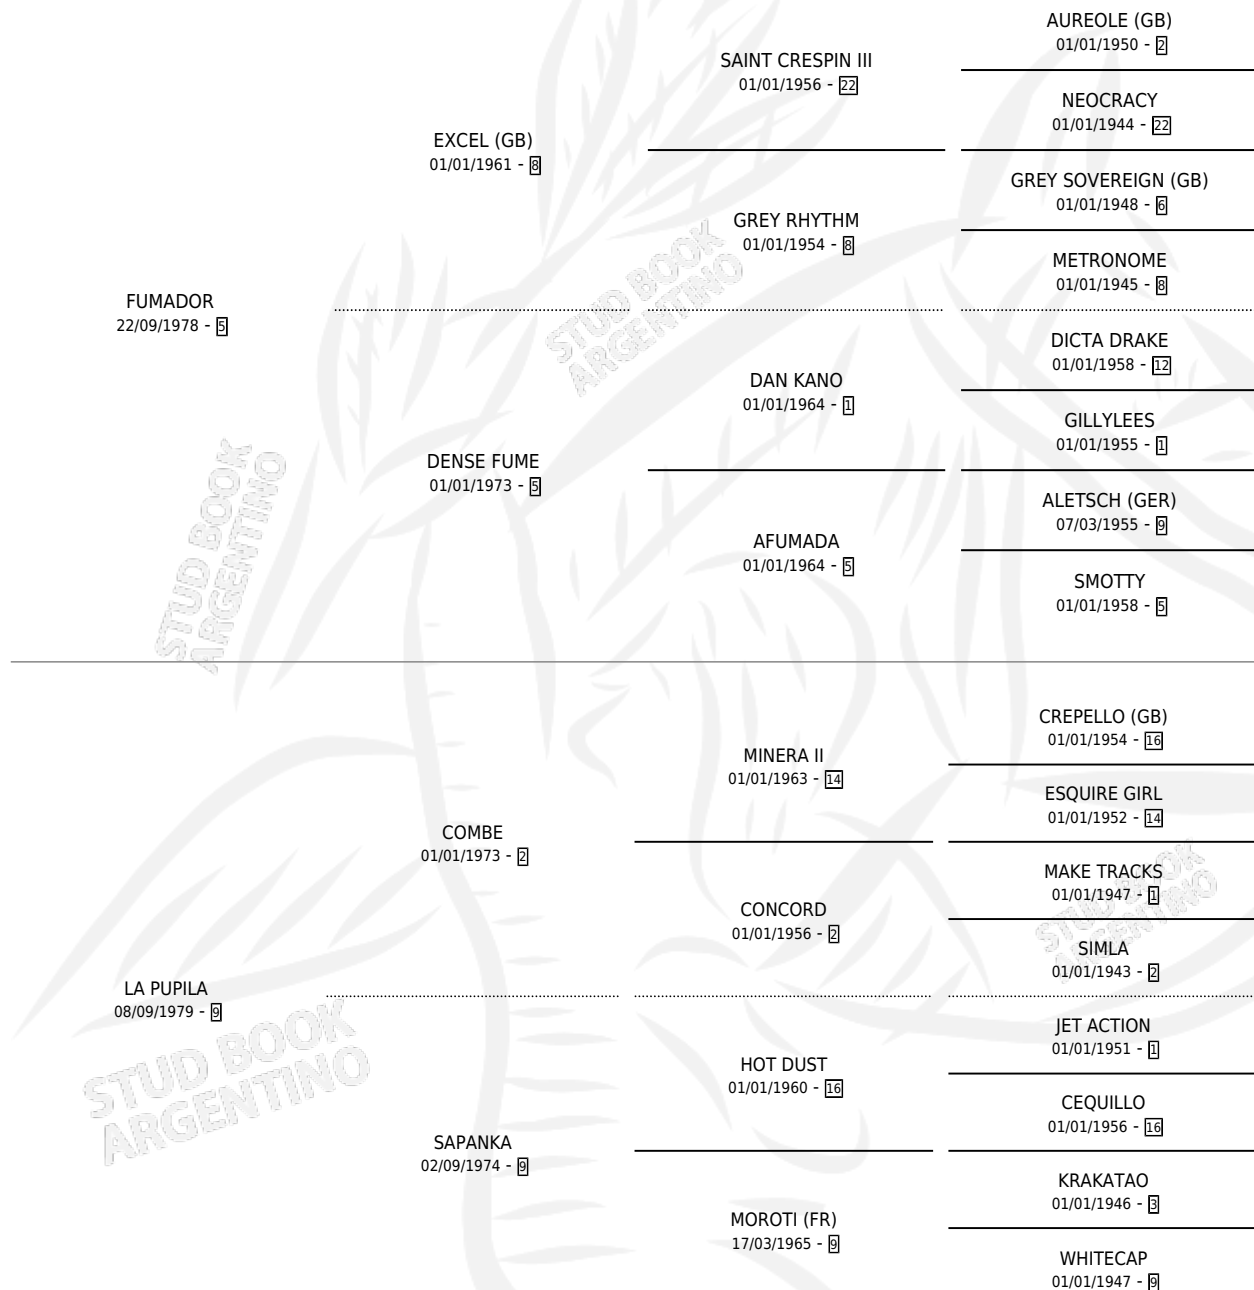 AUREOLE (GB)
01/01/1950 - 2
SAINT CRESPIN III
01/01/1956 - 22
NEOCRACY
01/01/1944 - 22
EXCEL (GB)
01/01/1961 - 8
GREY SOVEREIGN (GB)
01/01/1948 - 6
GREY RHYTHM
01/01/1954 - 8
METRONOME
01/01/1945 - 8
FUMADOR
22/09/1978 - 5
DICTA DRAKE
01/01/1958 - 12
DAN KANO
01/01/1964 - 1
GILLYLEES
01/01/1955 - 1
DENSE FUME
01/01/1973 - 5
ALETSCH (GER)
07/03/1955 - 9
AFUMADA
01/01/1964 - 5
SMOTTY
01/01/1958 - 5
CREPELLO (GB)
01/01/1954 - 16
MINERA II
01/01/1963 - 14
ESQUIRE GIRL
01/01/1952 - 14
COMBE
01/01/1973 - 2
MAKE TRACKS
01/01/1947 - 1
CONCORD
01/01/1956 - 2
SIMLA
01/01/1943 - 2
LA PUPILA
08/09/1979 - 9
JET ACTION
01/01/1951 - 1
HOT DUST
01/01/1960 - 16
CEQUILLO
01/01/1956 - 16
SAPANKA
02/09/1974 - 9
KRAKATAO
01/01/1946 - 3
MOROTI (FR)
17/03/1965 - 9
WHITECAP
01/01/1947 - 9
STUD BOOK
ARGENTINO
STUD BOOK
ARGENTINO
STUD BOOK
ARGENTINO
STUD BOOK
ARGENTINO